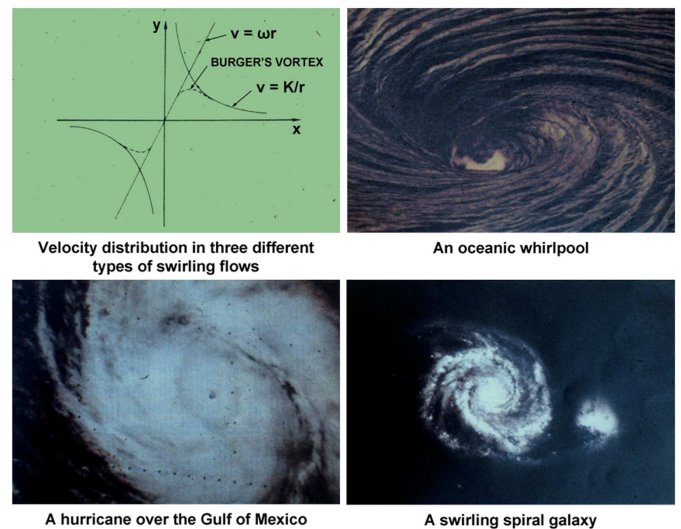 y
v = ωr
BURGER'S VORTEX
v = K/r
x
Velocity distribution in three different
types of swirling flows
An oceanic whirlpool
A hurricane over the Gulf of Mexico
A swirling spiral galaxy